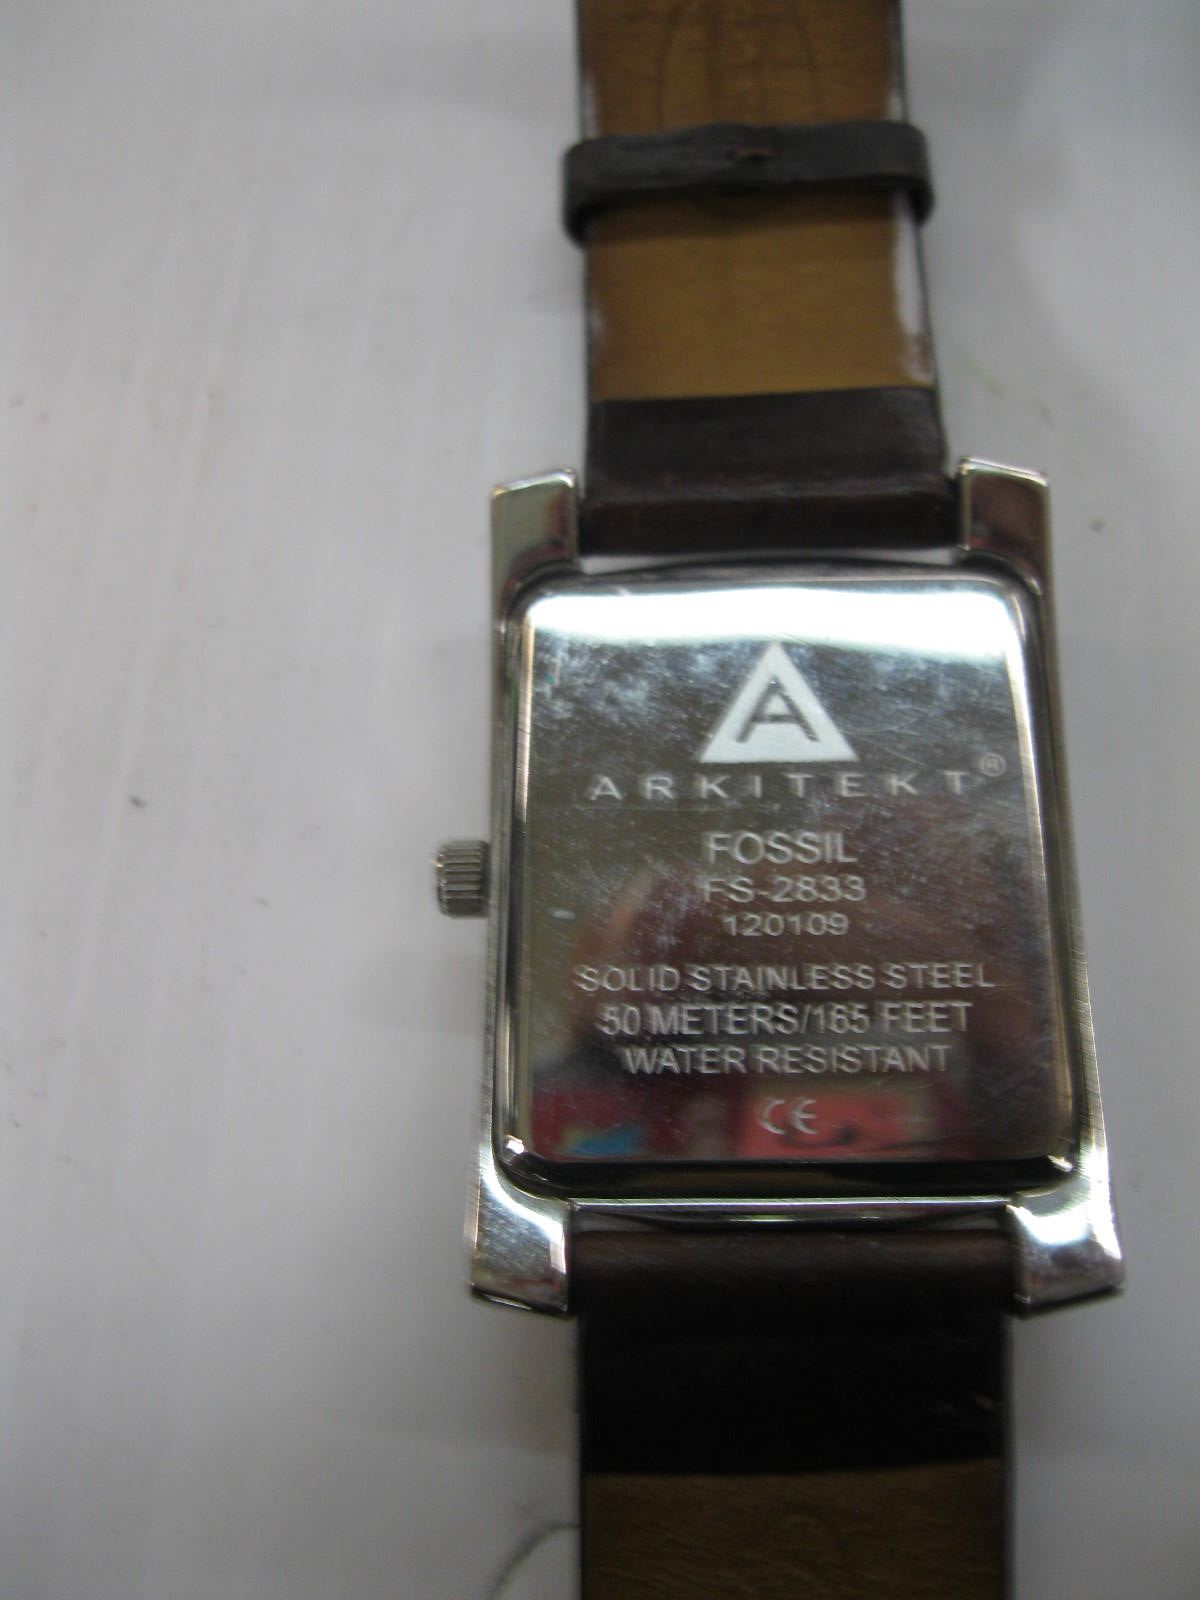 A
ARKITEKT®
FOSSIL
FS-2833
120109
SOLID STAINLESS STEEL
50 METERS/165 FEET
WATER RESISTANT
CE